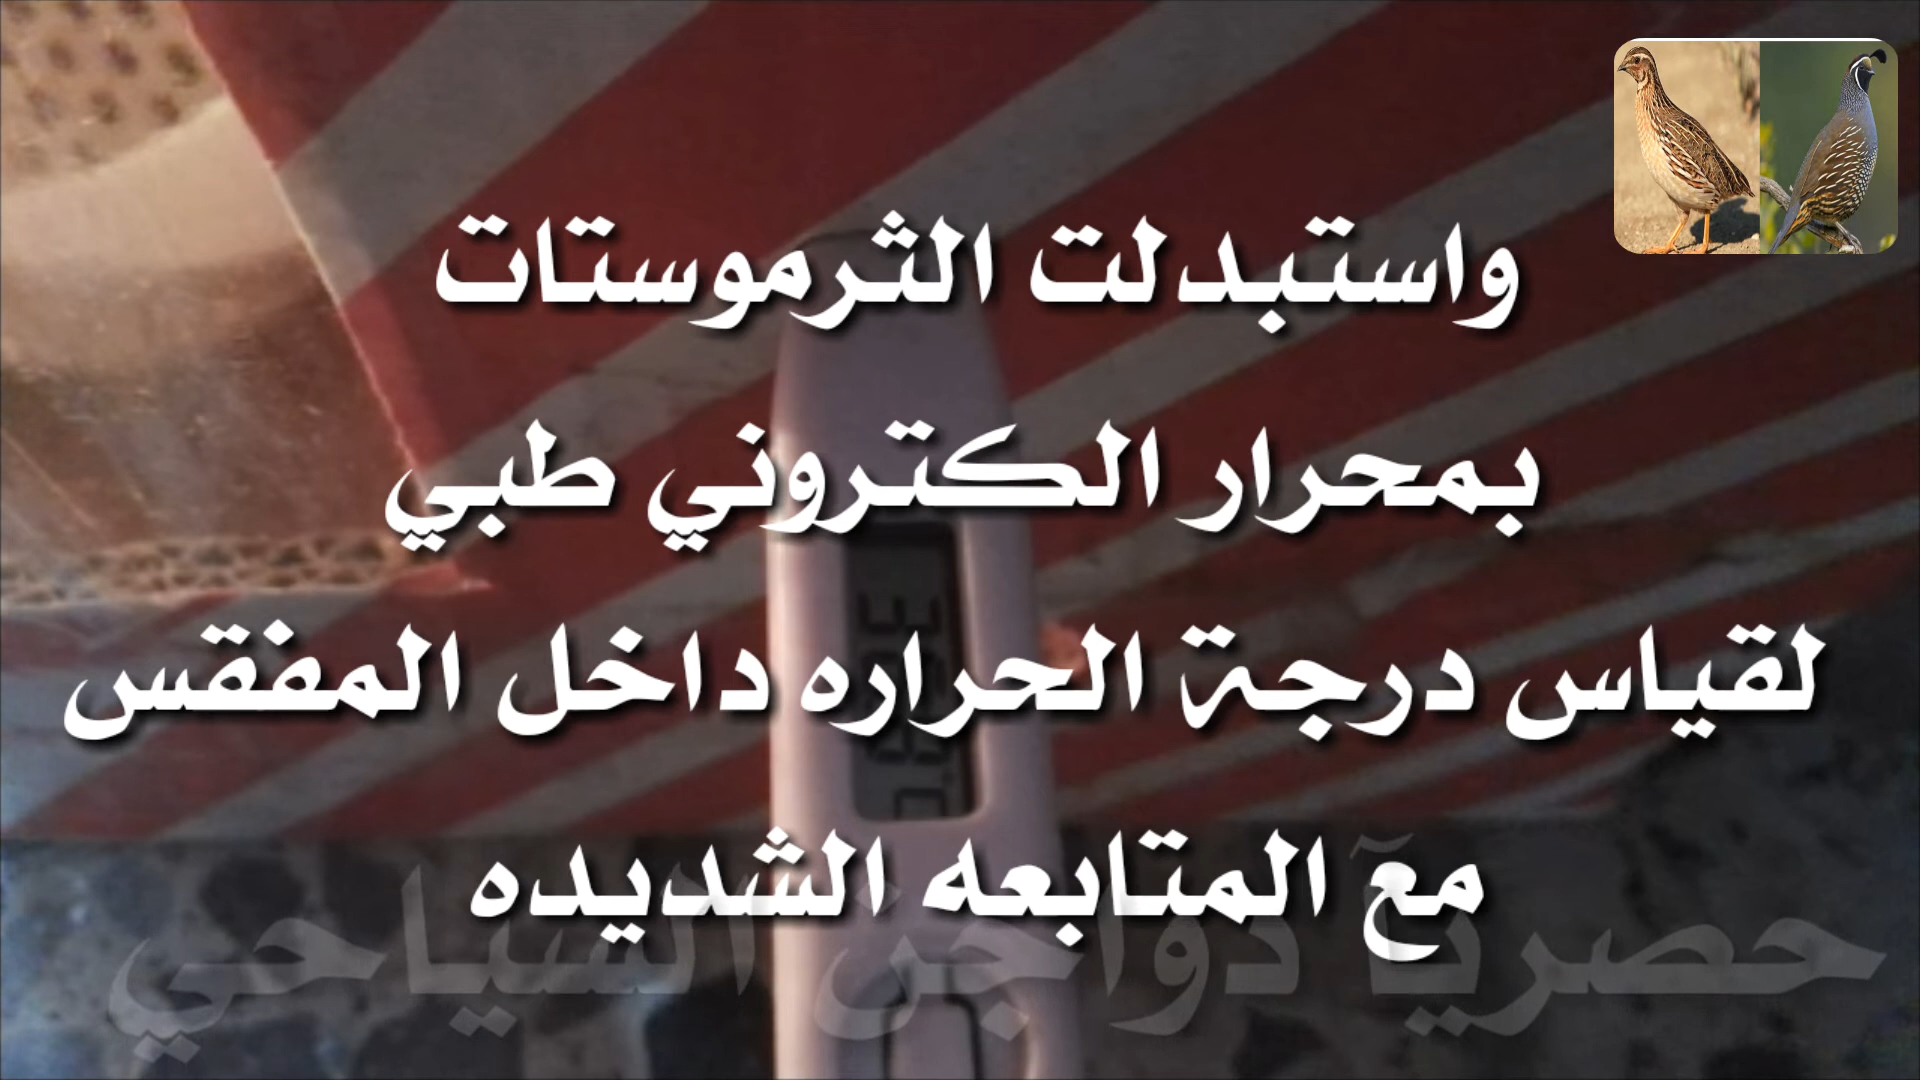 واستبدلت الثرموستات
بمحرار الكتروني طبي
لقياس درجة الحراره داخل المفقس
مع المتابعه الشديده
حصرياً دواجن السياحي